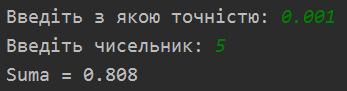 Введіть з якою точністю: 0.001
Введіть чисельник: 5
Suma = 0.808